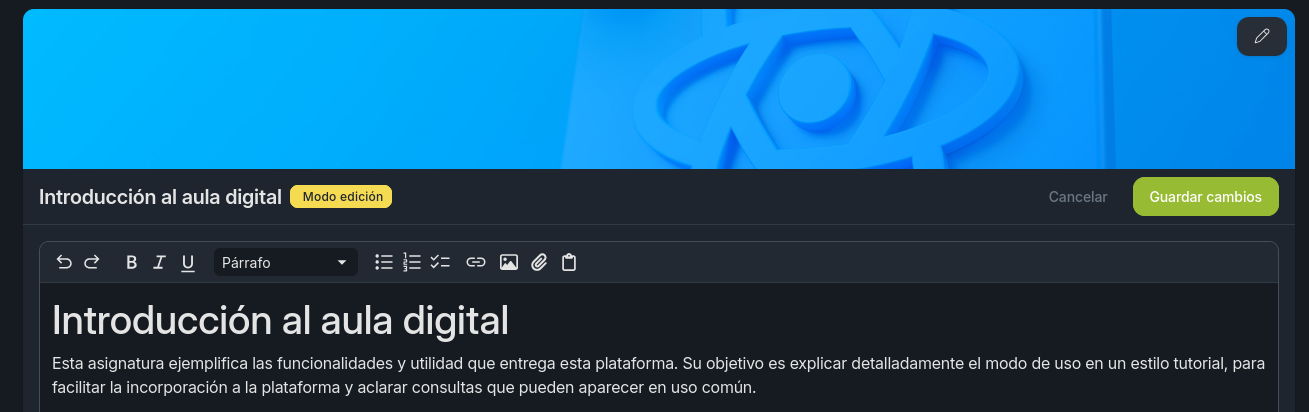 Introducción al aula digital Modo edición Cancelar Guardar cambios
B I U Párrafo
Introducción al aula digital
Esta asignatura ejemplifica las funcionalidades y utilidad que entrega esta plataforma. Su objetivo es explicar detalladamente el modo de uso en un estilo tutorial, para
facilitar la incorporación a la plataforma y aclarar consultas que pueden aparecer en uso común.